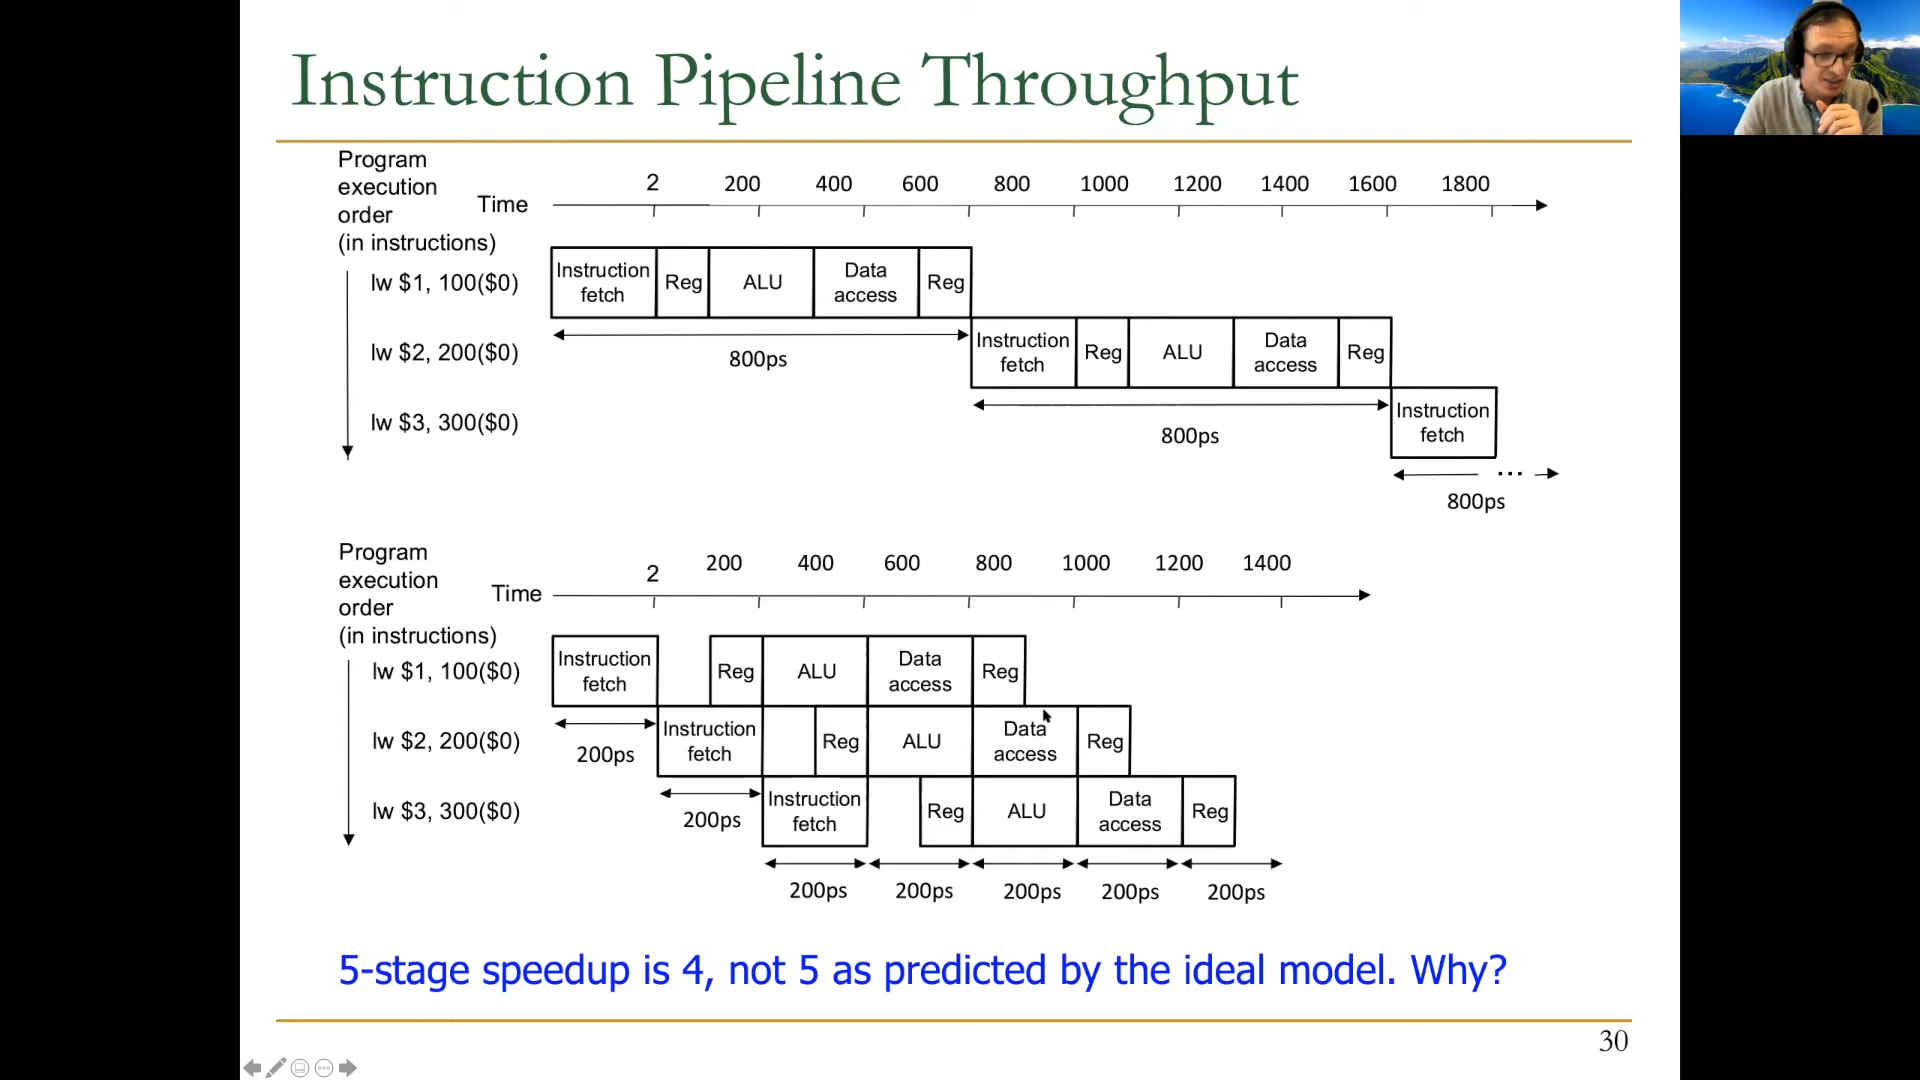 Instruction Pipeline Throughput
Program
execution
order
(in instructions)
Time
2 200 400 600 800 1000 1200 1400 1600 1800
lw $1, 100($0)
Instruction
fetch
Reg
ALU
Data
access
Reg
800ps
lw $2, 200($0)
Instruction
fetch
Reg
ALU
Data
access
Reg
800ps
lw $3, 300($0)
Instruction
fetch
...
800ps
Program
execution
order
(in instructions)
Time
2 200 400 600 800 1000 1200 1400
lw $1, 100($0)
Instruction
fetch
Reg
ALU
Data
access
Reg
200ps
lw $2, 200($0)
Instruction
fetch
Reg
ALU
Data
access
Reg
200ps
lw $3, 300($0)
Instruction
fetch
Reg
ALU
Data
access
Reg
200ps 200ps 200ps 200ps 200ps
5-stage speedup is 4, not 5 as predicted by the ideal model. Why?
30